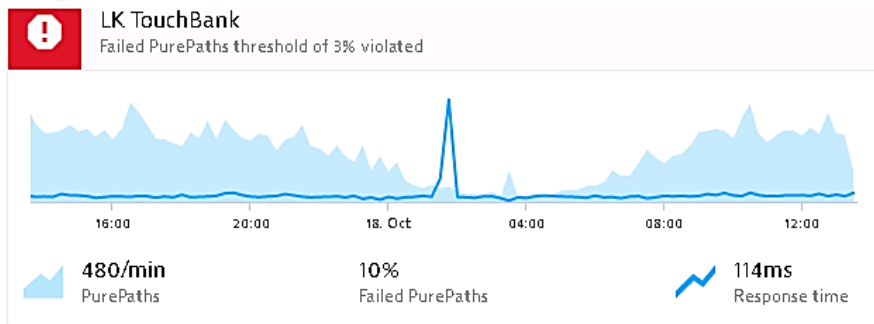 LK TouchBank
Failed PurePaths threshold of 3% violated
16:00 20:00 18. Oct 04:00 08:00 12:00
480/min 10% 114ms
PurePaths Failed PurePaths Response time